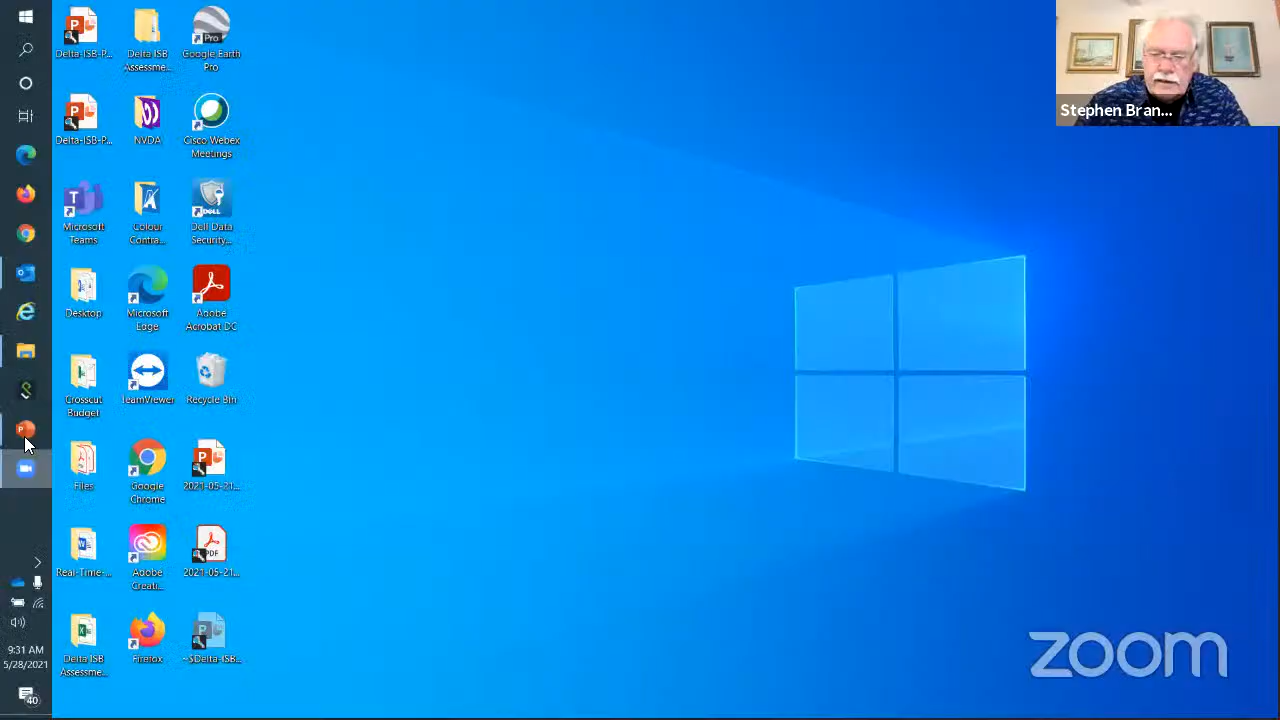 Delta-ISB-P...
Delta ISB
Assessme...
Google Earth
Pro
Delta-ISB-P...
NVDA
Cisco Webex
Meetings
Microsoft
Teams
Colour
Contra...
Dell Data
Security...
Desktop
Microsoft
Edge
Adobe
Acrobat DC
Crosscut
Budget
TeamViewer
Recycle Bin
Files
Google
Chrome
2021-05-21...
Real-Time-...
Adobe
Creati...
2021-05-21...
Delta ISB
Assessme...
Firefox
~$Delta-ISB...
Pro
DELL
PDF
9:31 AM
5/28/2021
40
Stephen Bran...
zoom